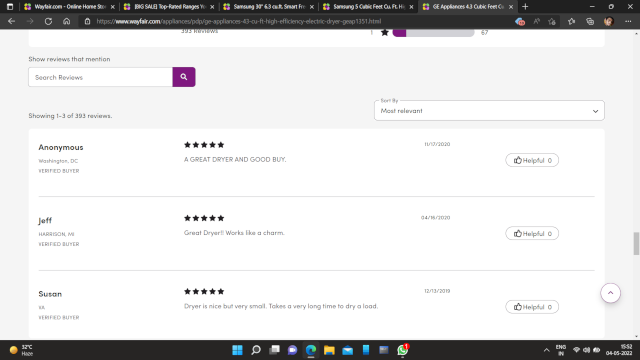 Wayfair.com - Online Home Stor
[BIG SALE] Top-Rated Ranges Yo
Samsung 30" 6.3 cu.ft. Smart Fre
Samsung 5 Cubic Feet Cu. Ft. Hi
GE Appliances 4.3 Cubic Feet Cu
https://www.wayfair.com/appliances/pdp/ge-appliances-43-cu-ft-high-efficiency-electric-dryer-geap1351.html
393 Reviews
1
67
Show reviews that mention
Search Reviews
Showing 1-3 of 393 reviews.
Sort By
Most relevant
Anonymous
11/17/2020
Washington, DC
A GREAT DRYER AND GOOD BUY.
Helpful 0
VERIFIED BUYER
Jeff
04/16/2020
HARRISON, MI
Great Dryer!! Works like a charm.
Helpful 0
VERIFIED BUYER
Susan
12/13/2019
VA
Dryer is nice but very small. Takes a very long time to dry a load.
Helpful 0
VERIFIED BUYER
32°C
Haze
ENG
IN
15:52
04-05-2022